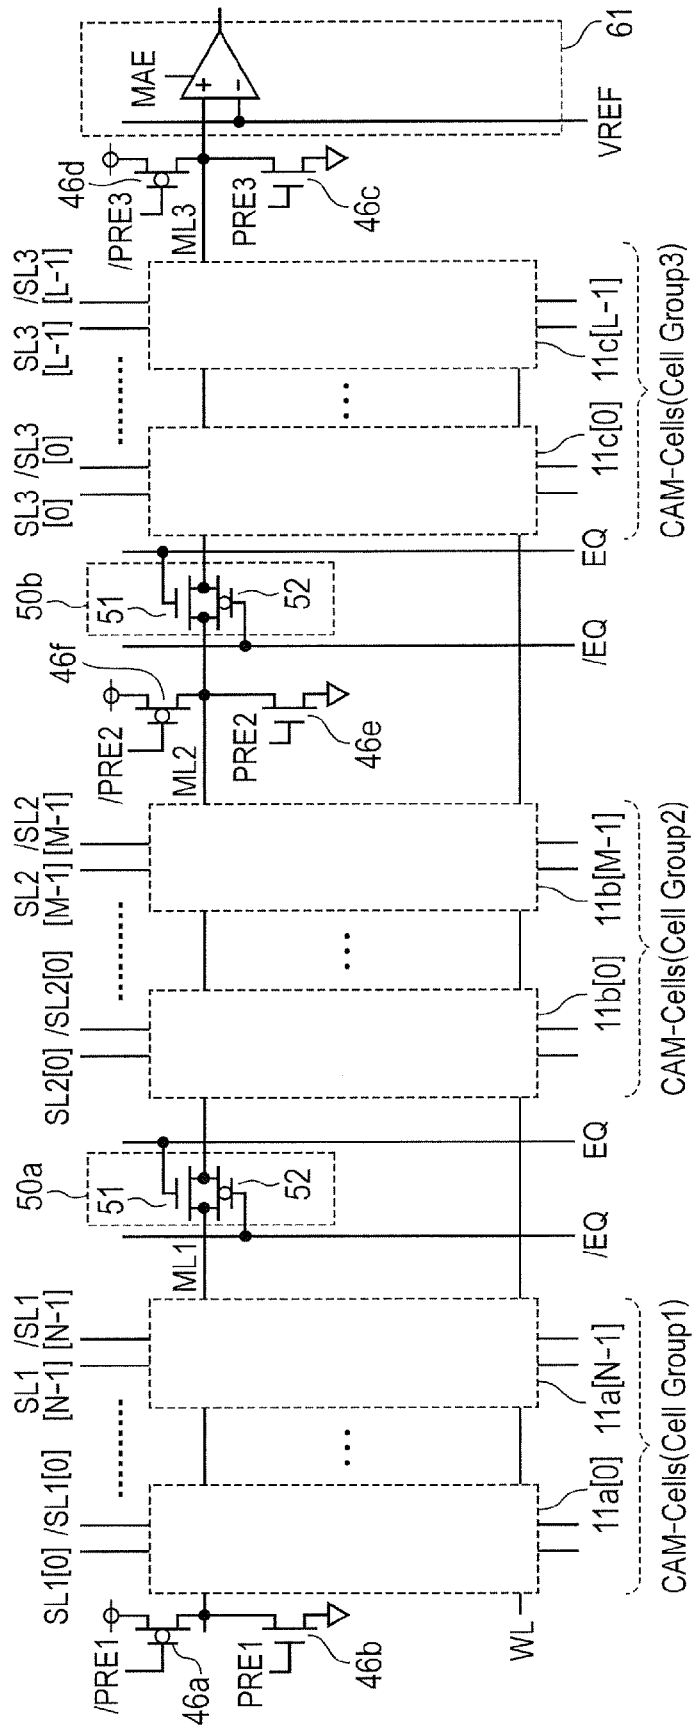 SL1[0] /SL1[0]
SL1
[N-1]
/SL1
[N-1]
SL2[0] /SL2[0]
SL2
[M-1]
/SL2
[M-1]
SL3
[0]
/SL3
[0]
SL3
[L-1]
/SL3
[L-1]
50a
50b
61
/PRE1
46a
PRE1
46b
ML1
51
52
/PRE2
46f
ML2
PRE2
46e
51
52
/PRE3
46d
ML3
PRE3
46c
MAE
+
-
WL
/EQ
EQ
/EQ
EQ
VREF
11a[0]
11a[N-1]
11b[0]
11b[M-1]
11c[0]
11c[L-1]
CAM-Cells(Cell Group1)
CAM-Cells(Cell Group2)
CAM-Cells(Cell Group3)